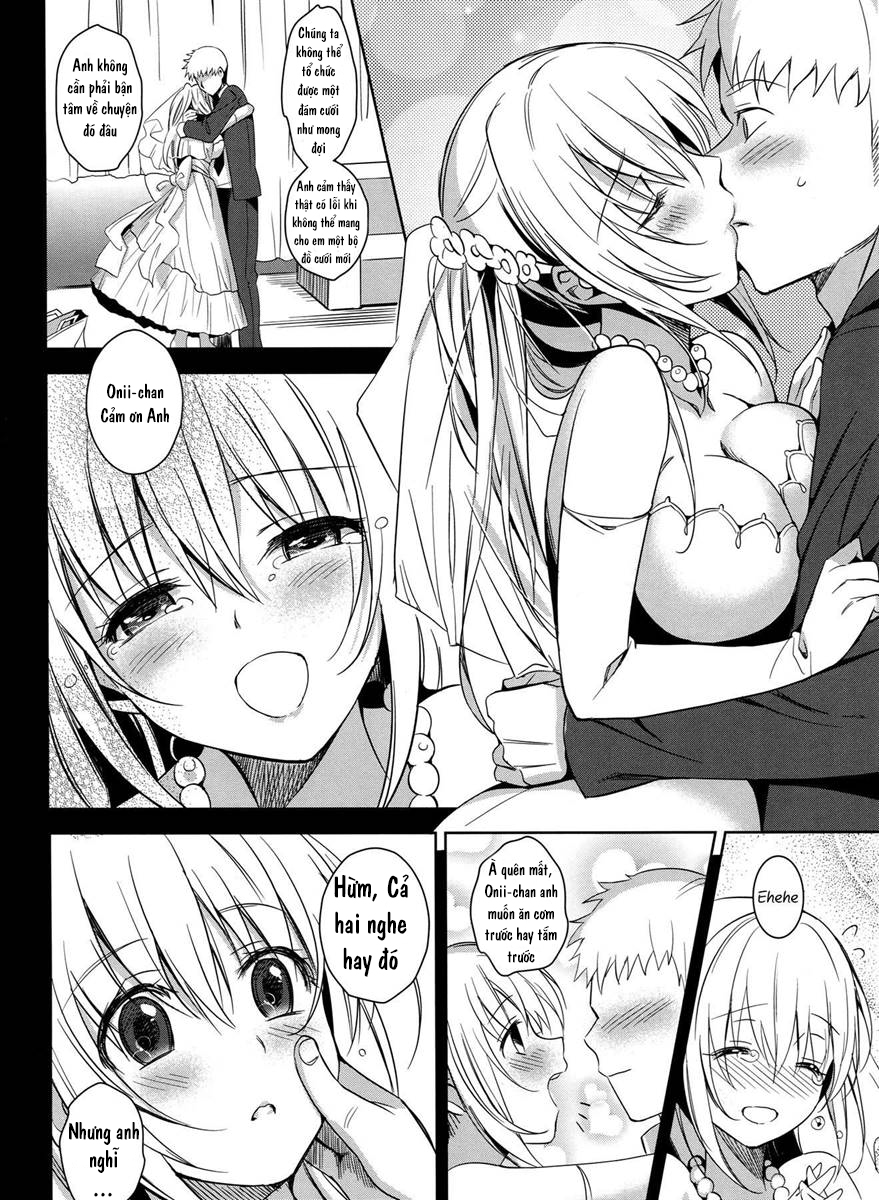 Chúng ta
không thể
tổ chức
được một
đám cưới
như mong
đợi
Anh cảm thấy
thật có lỗi khi
không thể mang
cho em một bộ
đồ cưới mới
Anh không
cần phải bận
tâm về chuyện
đó đâu
Onii-chan
Cảm ơn Anh
Ehehe
À quên mất,
Onii-chan anh
muốn ăn cơm
trước hay tắm
trước
Hừm, Cả
hai nghe
hay đó
Nhưng anh
nghĩ
...